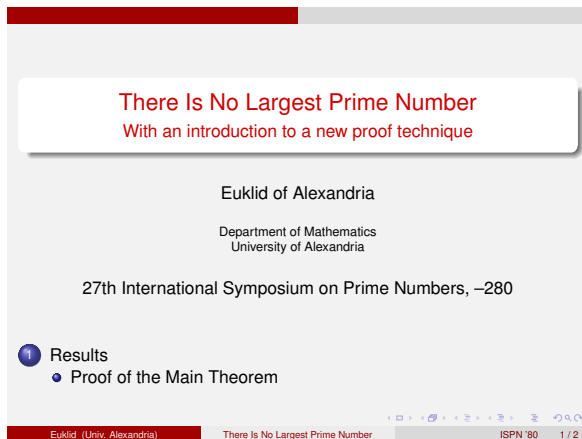 There Is No Largest Prime Number
With an introduction to a new proof technique
Euklid of Alexandria
Department of Mathematics
University of Alexandria
27th International Symposium on Prime Numbers, –280
1 Results
Proof of the Main Theorem
Euklid (Univ. Alexandria) There Is No Largest Prime Number ISPN ’80 1 / 2